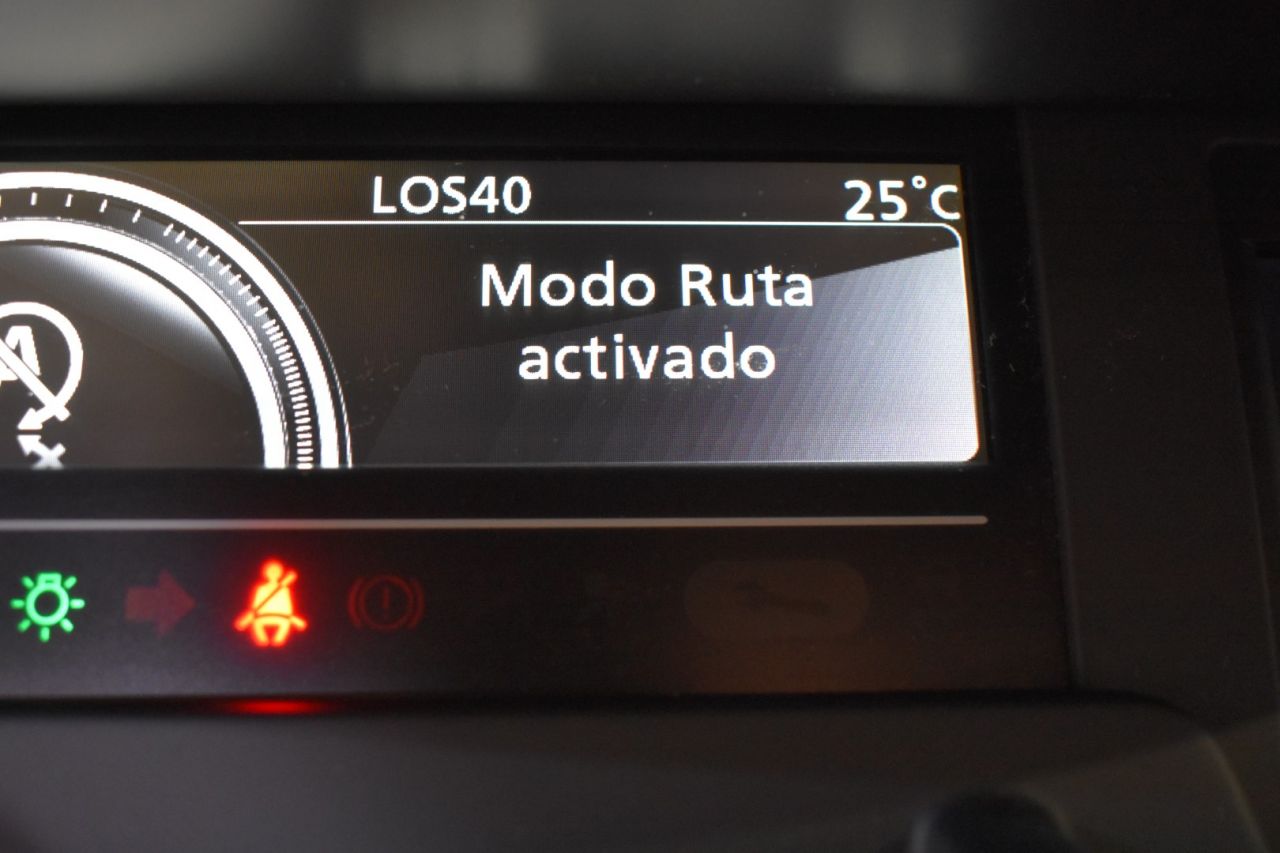 LOS40
25°C
Modo Ruta
activado
A